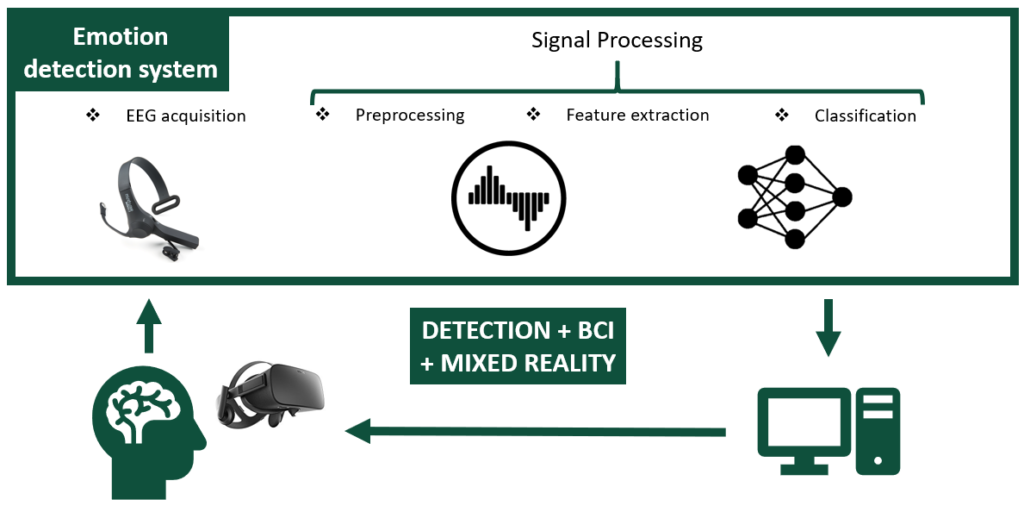 Emotion
detection system
Signal Processing
❖ EEG acquisition
❖ Preprocessing
❖ Feature extraction
❖ Classification
DETECTION + BCI
+ MIXED REALITY